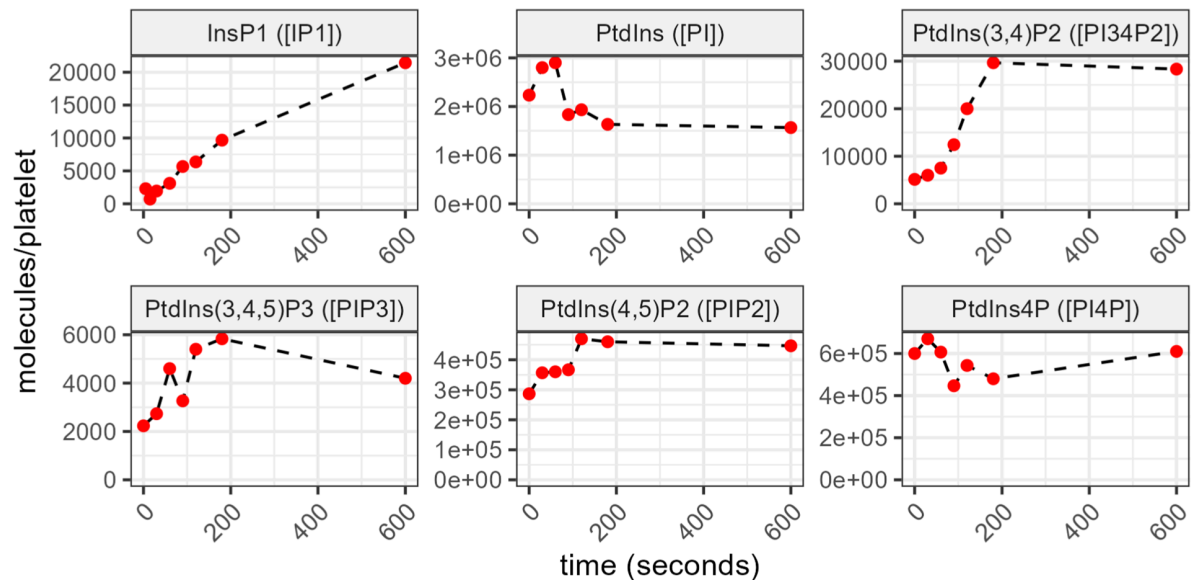 molecules/platelet
InsP1 ([IP1])
20000
15000
10000
5000
0
0
200
400
600
PtdIns ([PI])
3e+06
2e+06
1e+06
0e+00
0
200
400
600
PtdIns(3,4)P2 ([PI34P2])
30000
20000
10000
0
0
200
400
600
PtdIns(3,4,5)P3 ([PIP3])
6000
4000
2000
0
0
200
400
600
PtdIns(4,5)P2 ([PIP2])
4e+05
3e+05
2e+05
1e+05
0e+00
0
200
400
600
PtdIns4P ([PI4P])
6e+05
4e+05
2e+05
0e+00
0
200
400
600
time (seconds)